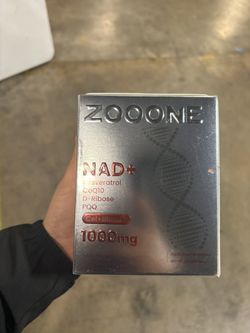 ZOOONE
NAD+
Resveratrol
CoQ10
D-Ribose
PQQ
1000mg